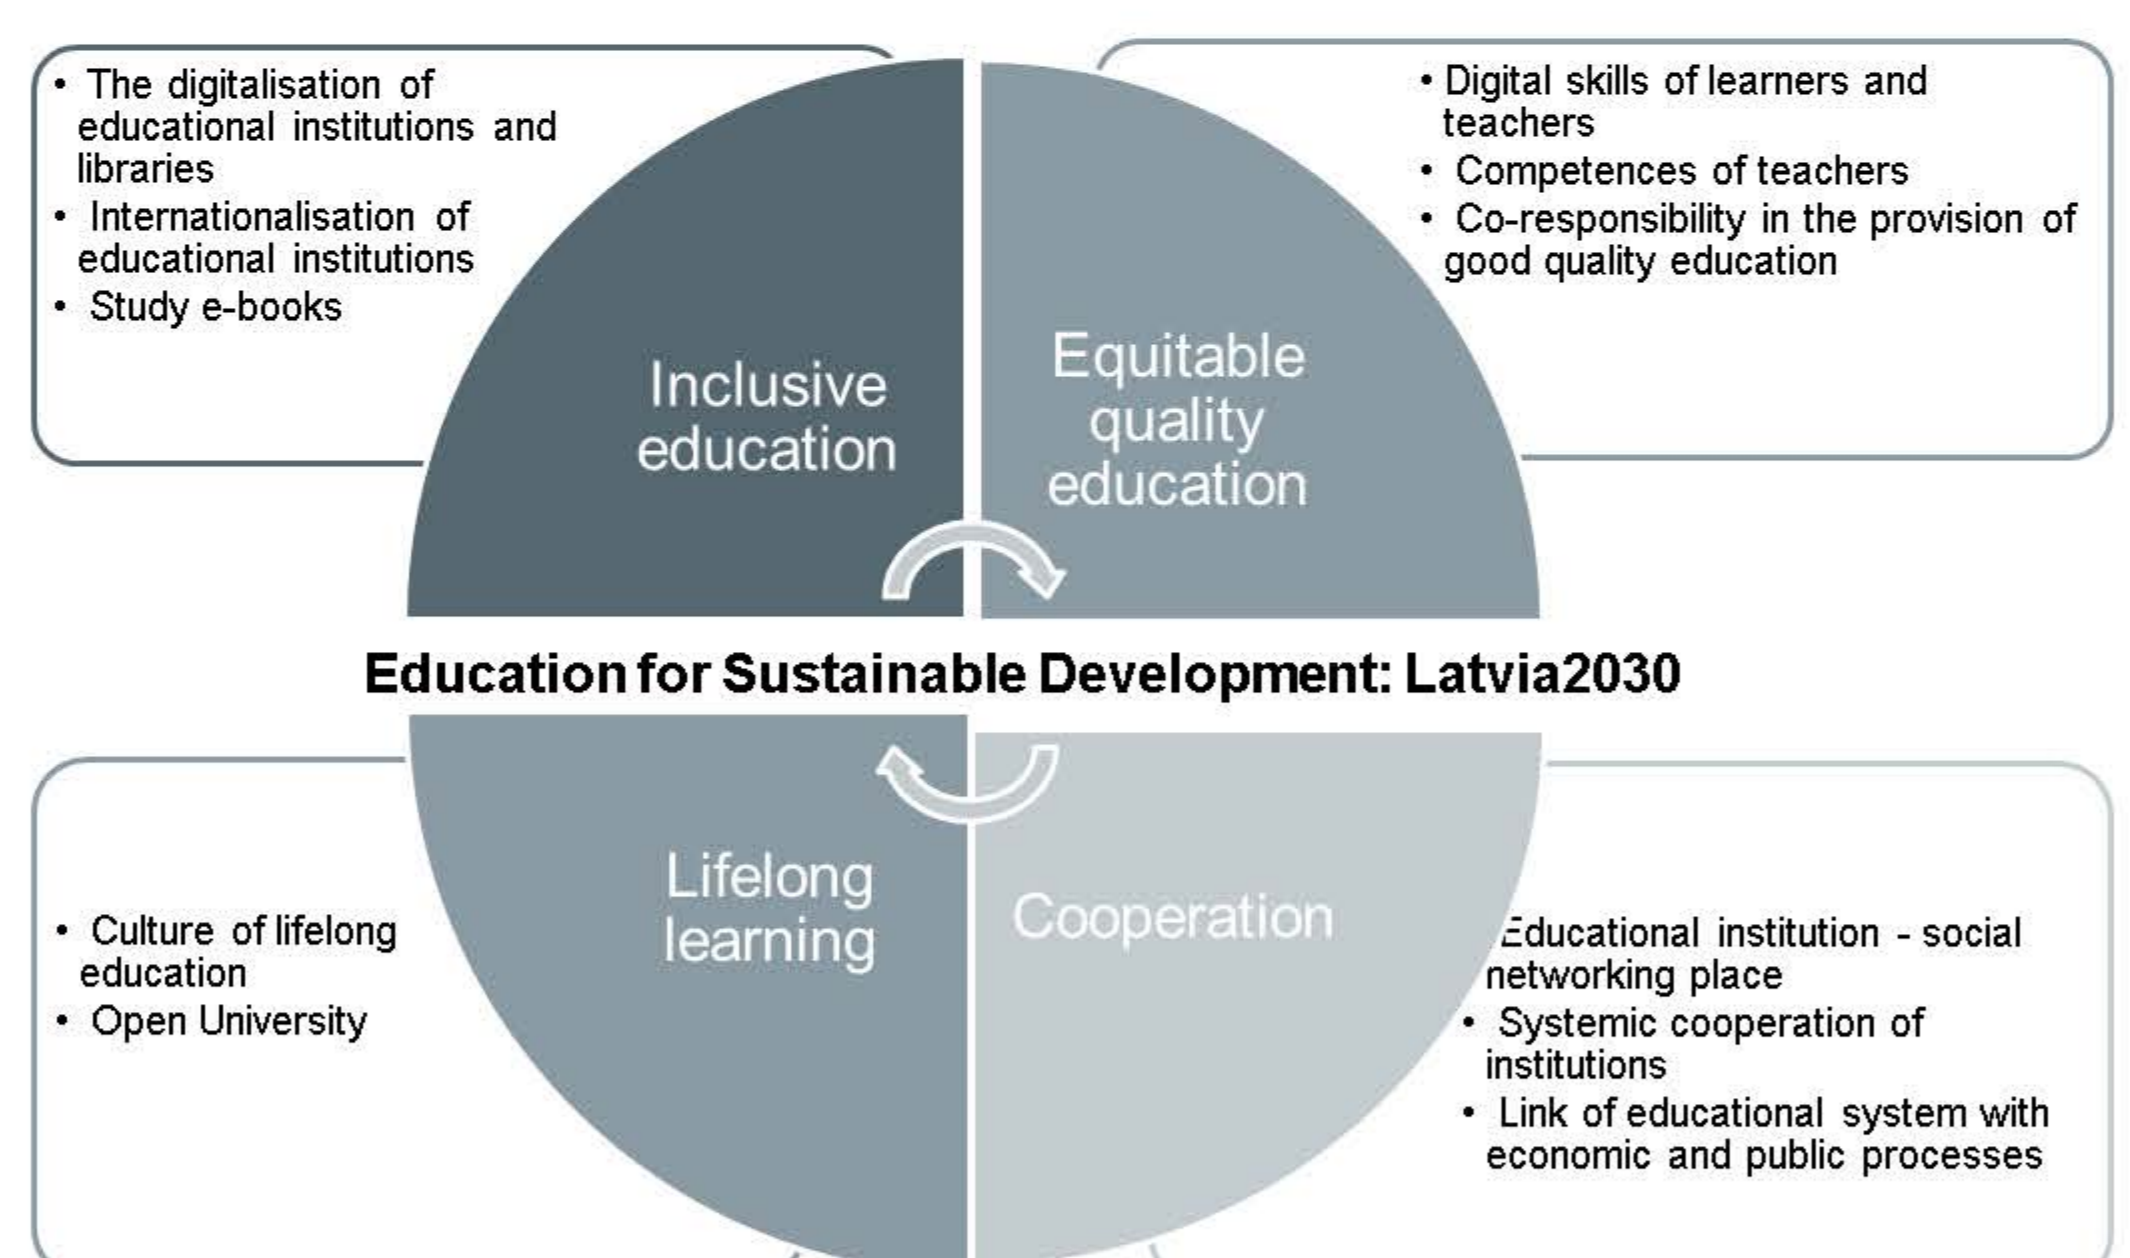 • The digitalisation of
educational institutions and
libraries
• Internationalisation of
educational institutions
• Study e-books
• Digital skills of learners and
teachers
• Competences of teachers
• Co-responsibility in the provision of
good quality education
Inclusive
education
Equitable
quality
education
Education for Sustainable Development: Latvia2030
Lifelong
learning
Cooperation
• Culture of lifelong
education
• Open University
Educational institution - social
networking place
• Systemic cooperation of
institutions
• Link of educational system with
economic and public processes